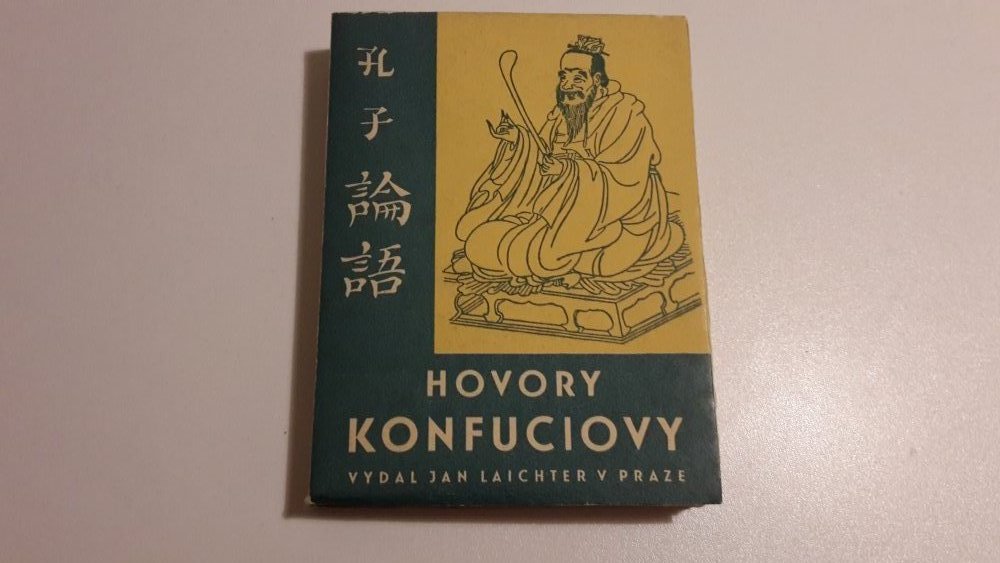 孔子
論語
HOVORY
KONFUCIOVY
VYDAL JAN LAICHTER V PRAZE